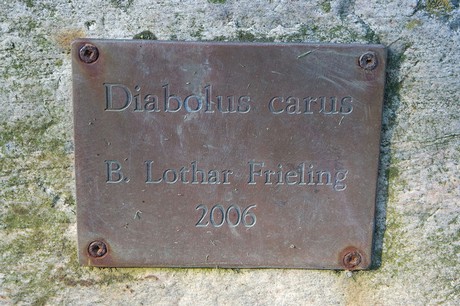 Diabolus carus
B. Lothar Frieling
2006